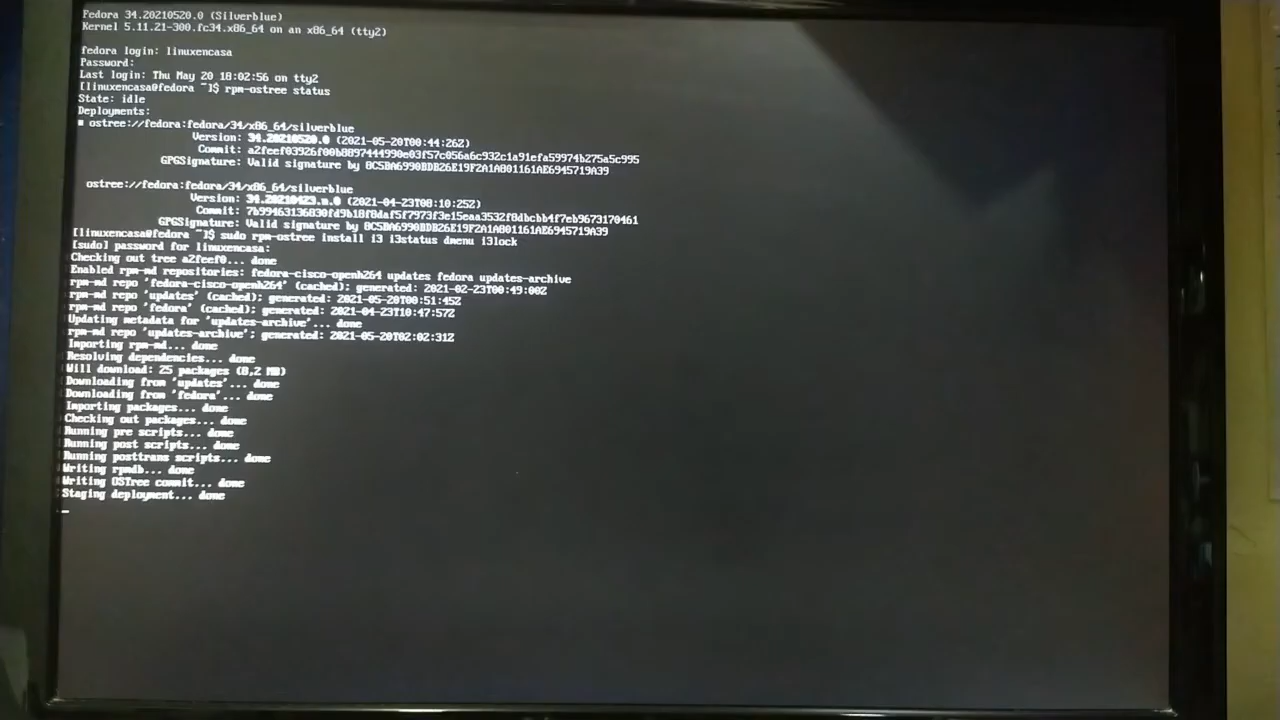 Fedora 34.20210520.0 (Silverblue)
Kernel 5.11.21-300.fc34.x86_64 on an x86_64 (tty2)
fedora login: linuxencasa
Password:
Last login: Thu May 20 18:02:56 on tty2
[linuxencasa@fedora ~]$ rpm-ostree status
State: idle
Deployments:
ostree://fedora:fedora/34/x86_64/silverblue
Version: 34.20210520.0 (2021-05-20T00:44:26Z)
Commit: a2feef03926f00b8897444990e03f57c056a6c932c1a91efa59974b275a5c995
GPGSignature: Valid signature by 8C5BA6990BDB26E19F2A1A801161AE6945719A39
ostree://fedora:fedora/34/x86_64/silverblue
Version: 34.20210423.n.0 (2021-04-23T08:10:25Z)
Commit: 7b99463136830fd9b18f8daf5f7973f3e15eaa3532f8dbcbb4f7eb9673170461
GPGSignature: Valid signature by 8C5BA6990BDB26E19F2A1A801161AE6945719A39
[linuxencasa@fedora ~]$ sudo rpm-ostree install i3 i3status dmenu i3lock
[sudo] password for linuxencasa:
Checking out tree a2feef0... done
Enabled rpm-md repositories: fedora-cisco-openh264 updates fedora updates-archive
rpm-md repo 'fedora-cisco-openh264' (cached); generated: 2021-02-23T00:49:00Z
rpm-md repo 'updates' (cached); generated: 2021-05-20T00:51:45Z
rpm-md repo 'fedora' (cached); generated: 2021-04-23T10:47:57Z
Updating metadata for 'updates-archive'... done
rpm-md repo 'updates-archive'; generated: 2021-05-20T02:02:31Z
Importing rpm-md... done
Resolving dependencies... done
Will download: 25 packages (8,2 MB)
Downloading from 'updates'... done
Downloading from 'fedora'... done
Importing packages... done
Checking out packages... done
Running pre scripts... done
Running post scripts... done
Running posttrans scripts... done
Writing rpmdb... done
Writing OSTree commit... done
Staging deployment... done